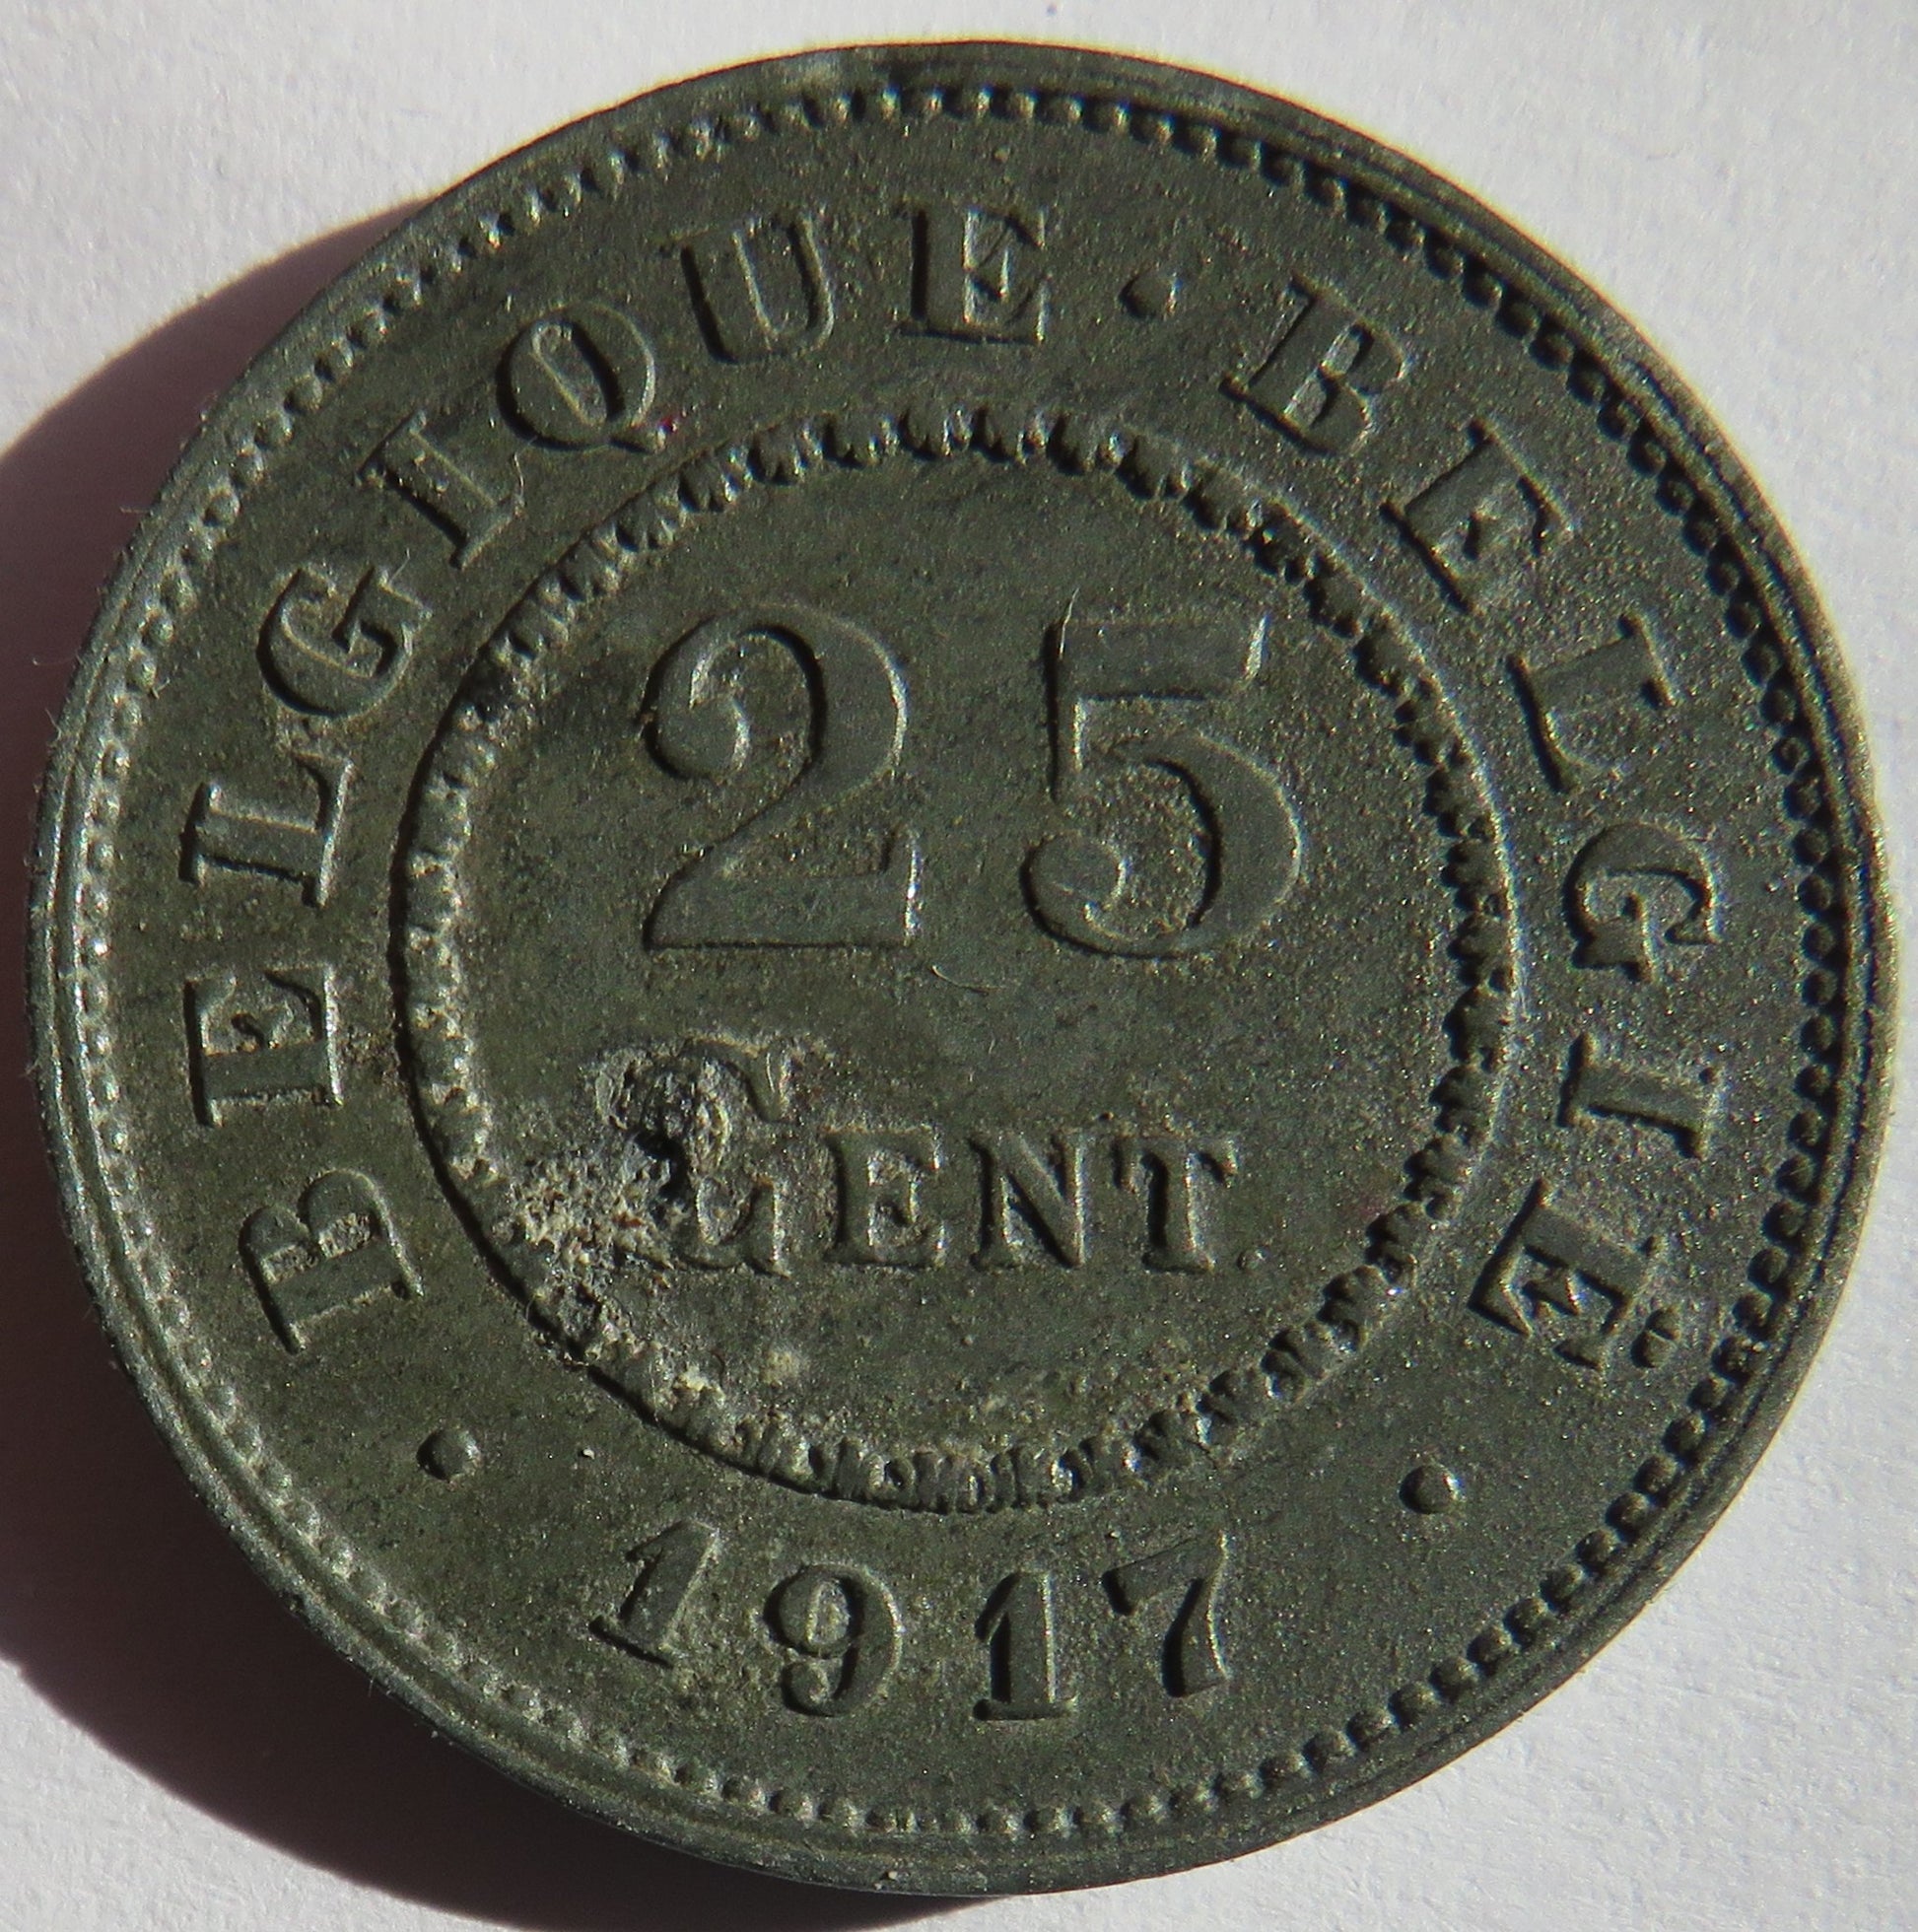 BELGIQUE · BELGIË
25
CENT.
· 1917 ·